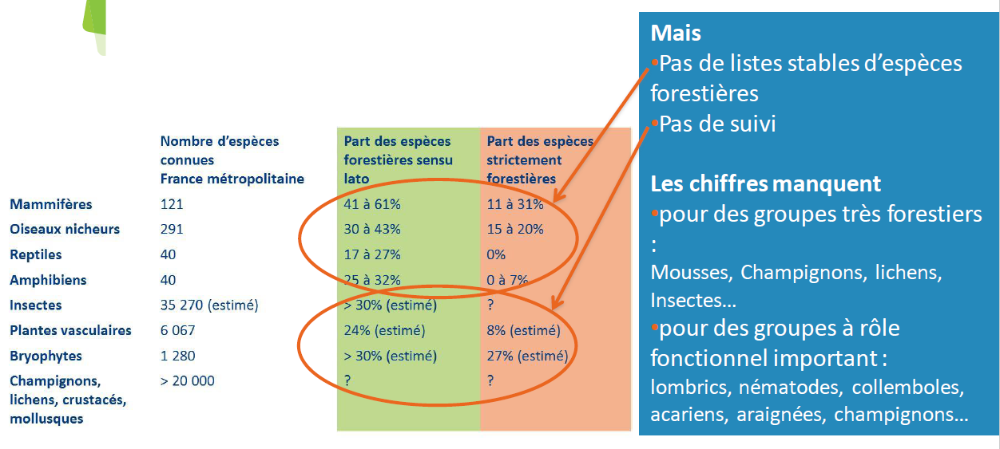 Nombre d'espèces
connues
France métropolitaine
Part des espèces
forestières sensu
lato
Part des espèces
strictement
forestières
Mammifères 121 41 à 61% 11 à 31%
Oiseaux nicheurs 291 30 à 43% 15 à 20%
Reptiles 40 17 à 27% 0%
Amphibiens 40 25 à 32% 0 à 7%
Insectes 35 270 (estimé) > 30% (estimé) ?
Plantes vasculaires 6 067 24% (estimé) 8% (estimé)
Bryophytes 1 280 > 30% (estimé) 27% (estimé)
Champignons, > 20 000 ? ?
lichens, crustacés,
mollusques
Mais
•Pas de listes stables d'espèces
forestières
•Pas de suivi
Les chiffres manquent
•pour des groupes très forestiers
:
Mousses, Champignons, lichens,
Insectes…
•pour des groupes à rôle
fonctionnel important :
lombrics, nématodes, collemboles,
acariens, araignées, champignons…